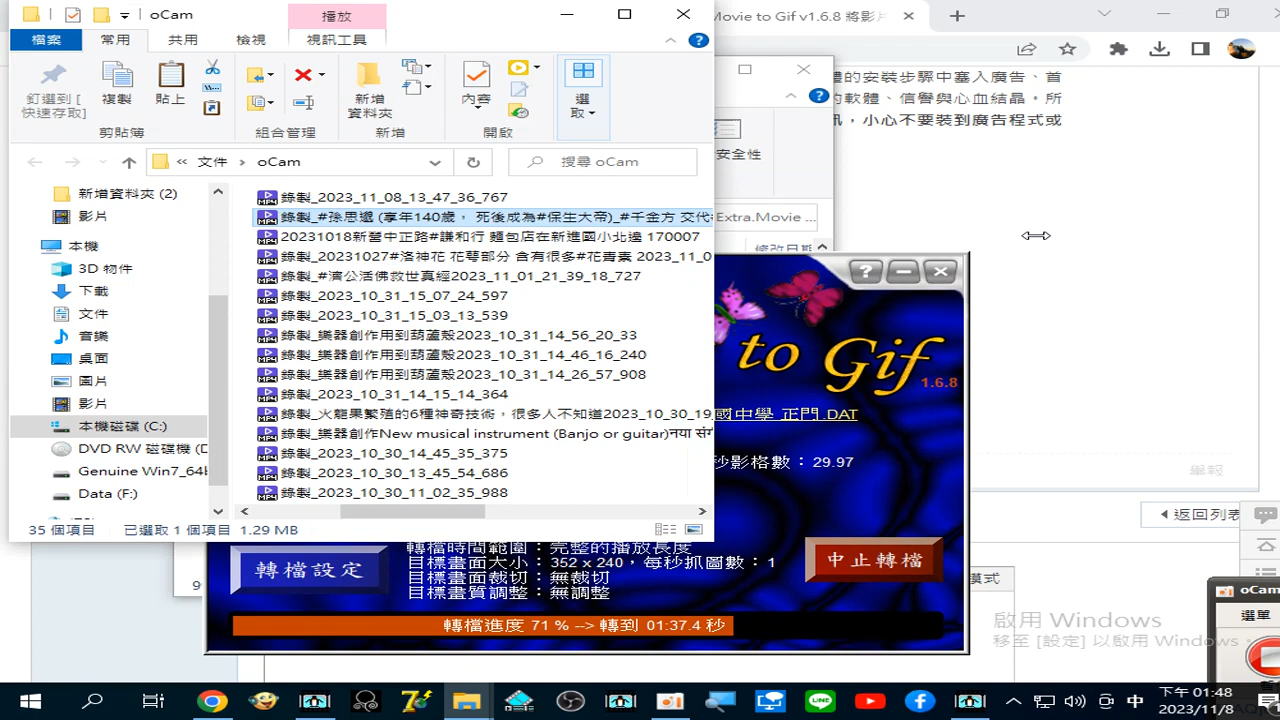 oCam
播放
檔案
常用
共用
檢視
視訊工具
釘選到 [
快速存取]
複製
貼上
新增
資料夾
內容
選
取
剪貼簿
組合管理
新增
開啟
文件 > oCam
搜尋 oCam
新增資料夾 (2)
影片
本機
3D 物件
下載
文件
音樂
桌面
圖片
影片
本機磁碟 (C:)
DVD RW 磁碟機 (D
Genuine Win7_64b
Data (F:)
錄製_2023_11_08_13_47_36_767
錄製_#孫思邈 (享年140歲， 死後成為#保生大帝)_#千金方 交代
20231018新營中正路#謙和行 麵包店在新進國小北邊 170007
錄製_20231027#洛神花 花萼部分 含有很多#花青素 2023_11_0
錄製_#濟公活佛救世真經2023_11_01_21_39_18_727
錄製_2023_10_31_15_07_24_597
錄製_2023_10_31_15_03_13_539
錄製_樂器創作用到葫蘆殼2023_10_31_14_56_20_33
錄製_樂器創作用到葫蘆殼2023_10_31_14_46_16_240
錄製_樂器創作用到葫蘆殼2023_10_31_14_26_57_908
錄製_2023_10_31_14_15_14_364
錄製_火龍果繁殖的6種神奇技術，很多人不知道2023_10_30_19
錄製_樂器創作New musical instrument (Banjo or guitar)नया संग
錄製_2023_10_30_14_45_35_375
錄製_2023_10_30_13_45_54_686
錄製_2023_10_30_11_02_35_988
35 個項目
已選取 1 個項目
1.29 MB
Movie to Gif v1.6.8 將影片
體的安裝步驟中塞入廣告、首
的軟體、信譽與心血結晶，所
訊，小心不要裝到廣告程式或
安全性
Extra.Movie ...
修改日期
to Gif 1.6.8
國中學 正門.DAT
秒影格數：29.97
轉檔時間範圍：完整的播放長度
目標畫面大小：352 x 240，每秒抓圖數：1
目標畫面裁切：無裁切
目標畫質調整：無調整
轉檔設定
中止轉檔
轉檔進度 71 % --> 轉到 01:37.4 秒
舉報
返回列表
模式
啟用 Windows
移至 [設定] 以啟用 Windows。
oCam
選單
中
下午 01:48
2023/11/8